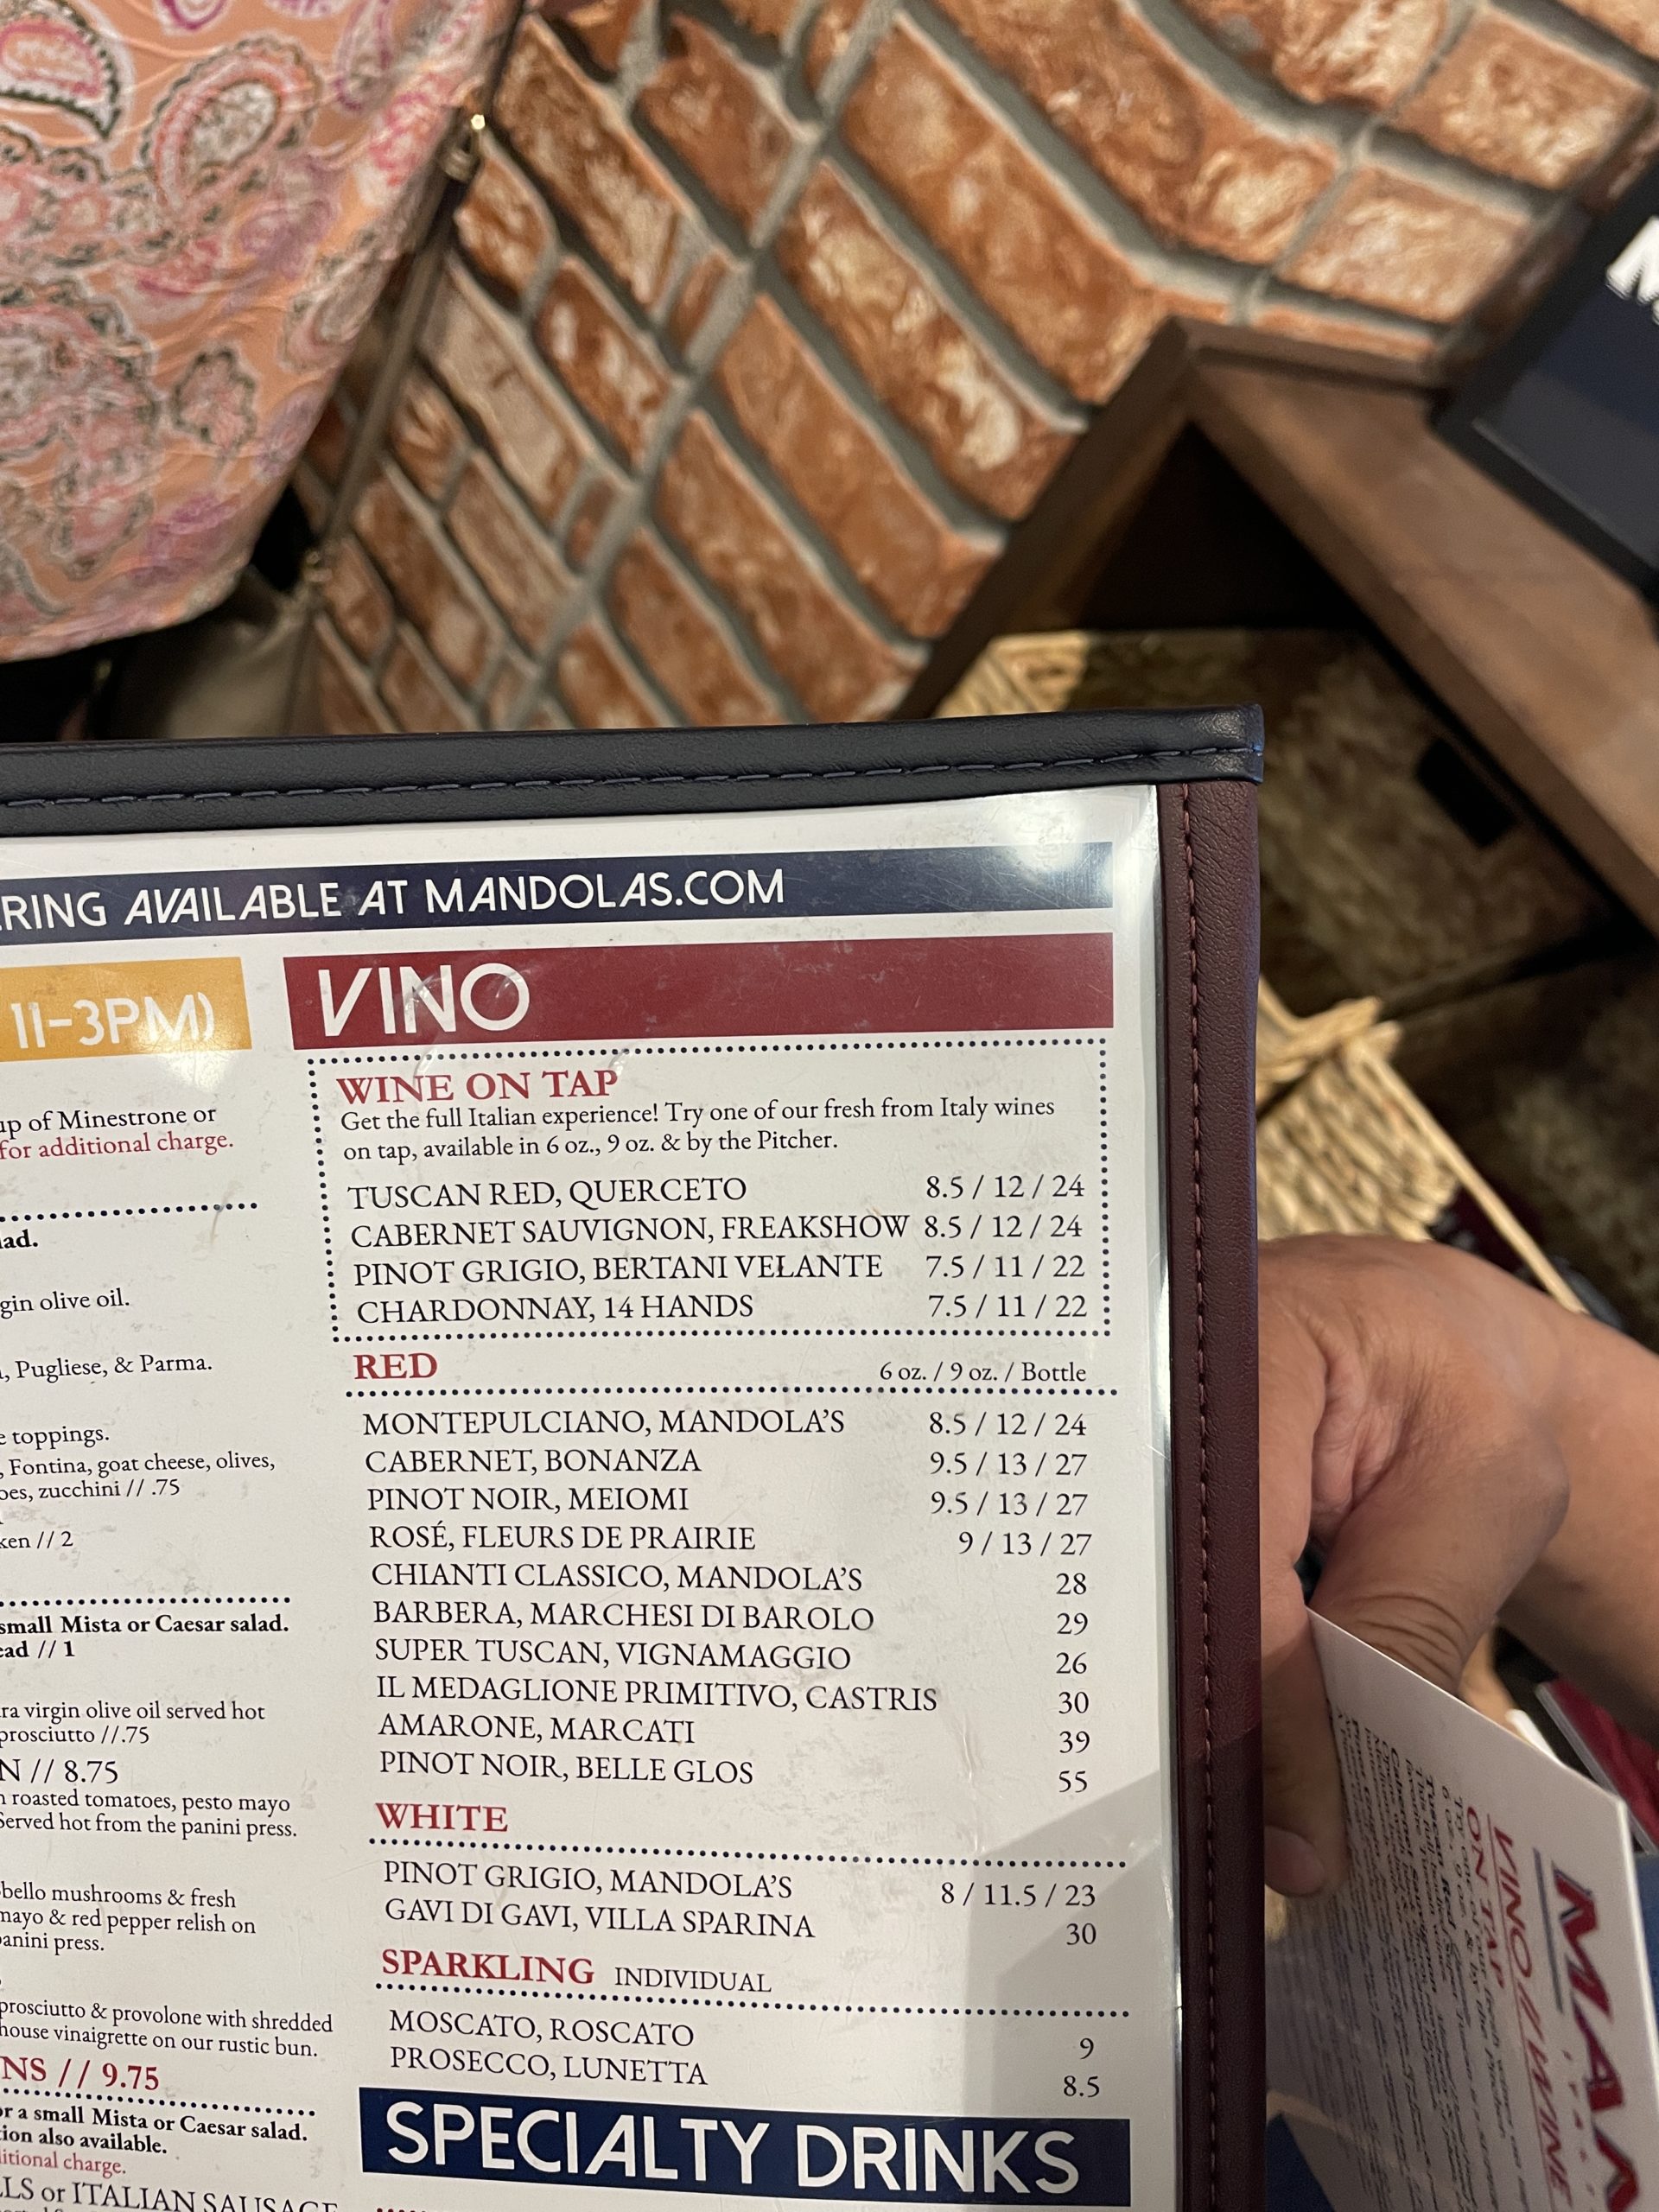 RING AVAILABLE AT MANDOLAS.COM
11-3PM)
up of Minestrone or
for additional charge.
gin olive oil.
, Pugliese, & Parma.
toppings.
, Fontina, goat cheese, olives,
zucchini // .75
// 2
small Mista or Caesar salad.
// 1
virgin olive oil served hot
prosciutto //.75
N // 8.75
roasted tomatoes, pesto mayo
Served hot from the panini press.
mushrooms & fresh
mayo & red pepper relish on
panini press.
prosciutto & provolone with shredded
house vinaigrette on our rustic bun.
NS // 9.75
or a small Mista or Caesar salad.
also available.
charge.
LS or ITALIAN SAUSAGE
VINO
WINE ON TAP
Get the full Italian experience! Try one of our fresh from Italy wines
on tap, available in 6 oz., 9 oz. & by the Pitcher.
TUSCAN RED, QUERCETO 8.5 / 12 / 24
CABERNET SAUVIGNON, FREAKSHOW 8.5 / 12 / 24
PINOT GRIGIO, BERTANI VELANTE 7.5 / 11 / 22
CHARDONNAY, 14 HANDS 7.5 / 11 / 22
RED 6 oz. / 9 oz. / Bottle
MONTEPULCIANO, MANDOLA'S 8.5 / 12 / 24
CABERNET, BONANZA 9.5 / 13 / 27
PINOT NOIR, MEIOMI 9.5 / 13 / 27
ROSÉ, FLEURS DE PRAIRIE 9 / 13 / 27
CHIANTI CLASSICO, MANDOLA'S 28
BARBERA, MARCHESI DI BAROLO 29
SUPER TUSCAN, VIGNAMAGGIO 26
IL MEDAGLIONE PRIMITIVO, CASTRIS 30
AMARONE, MARCATI 39
PINOT NOIR, BELLE GLOS 55
WHITE
PINOT GRIGIO, MANDOLA'S 8 / 11.5 / 23
GAVI DI GAVI, VILLA SPARINA 30
SPARKLING INDIVIDUAL
MOSCATO, ROSCATO 9
PROSECCO, LUNETTA 8.5
SPECIALTY DRINKS
VINO // WINE
ON TAP